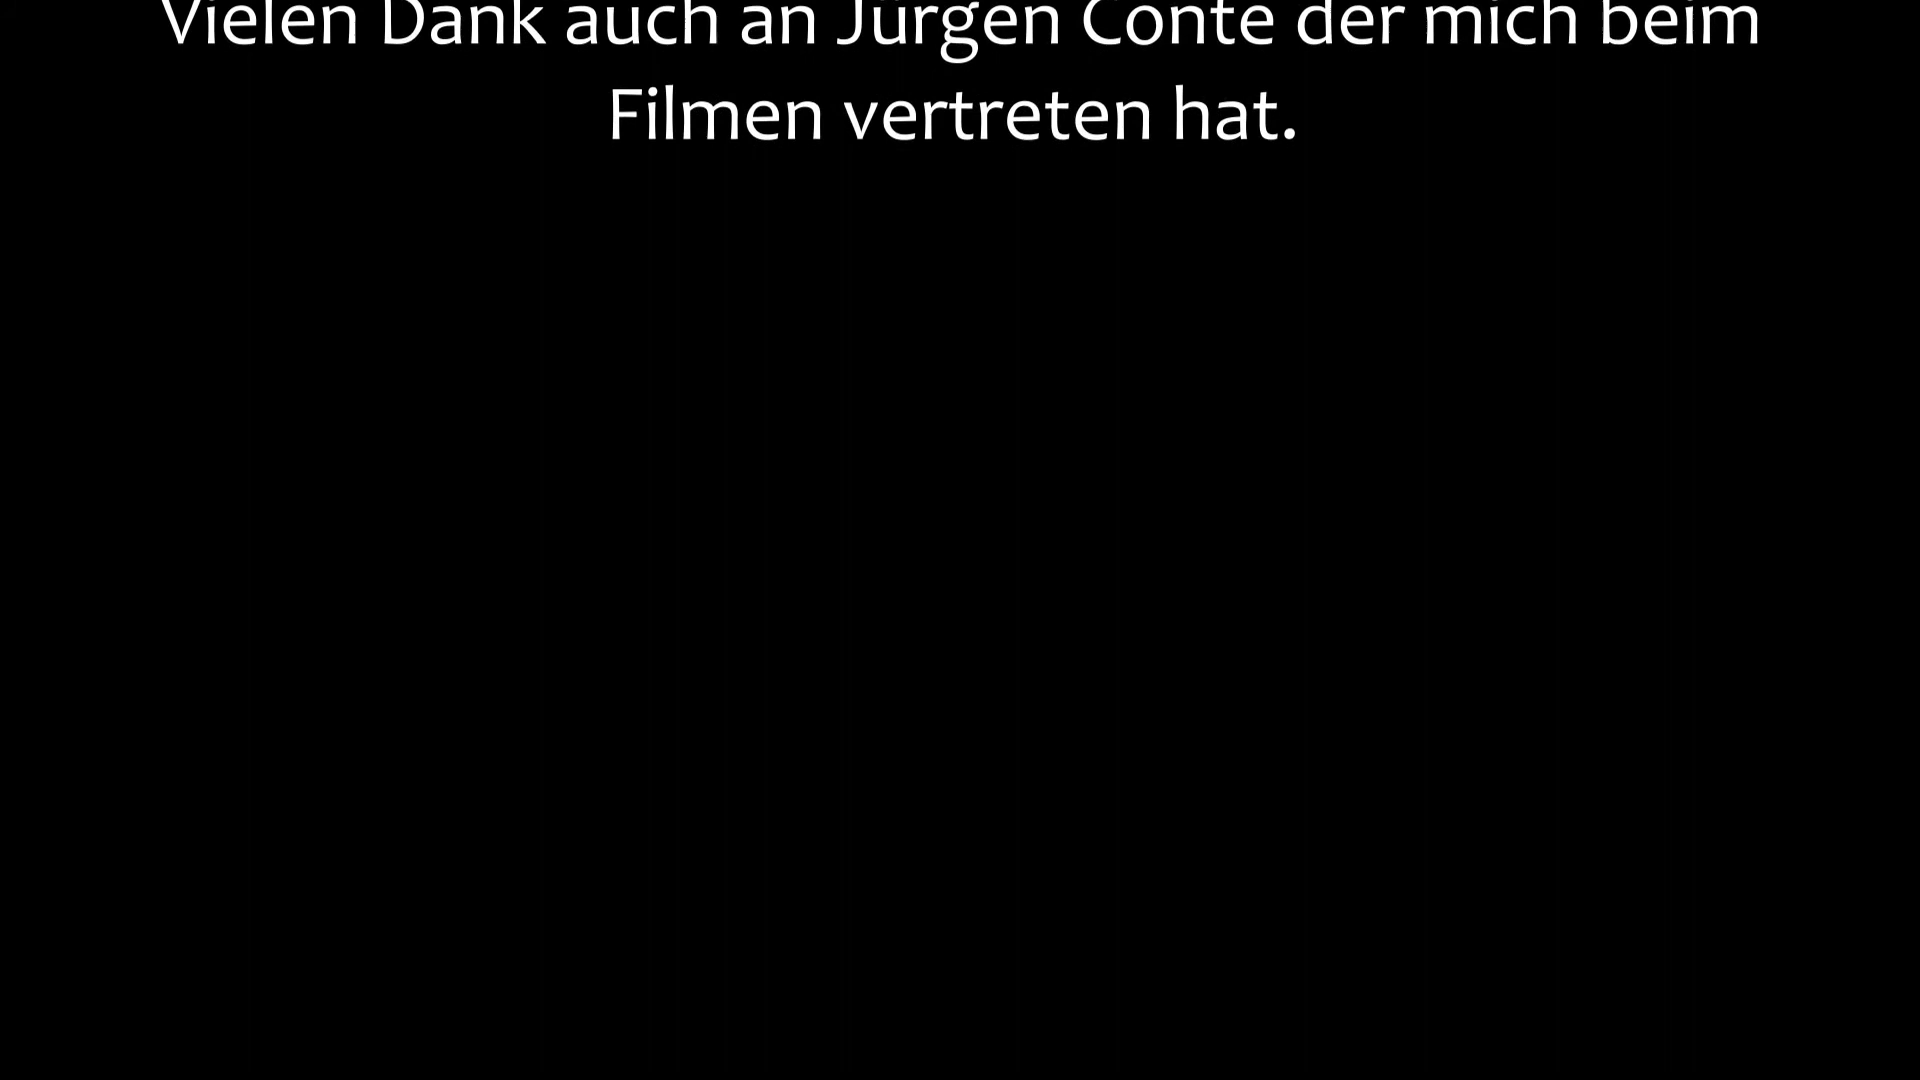 Vielen Dank auch an Jürgen Conte der mich beim
Filmen vertreten hat.